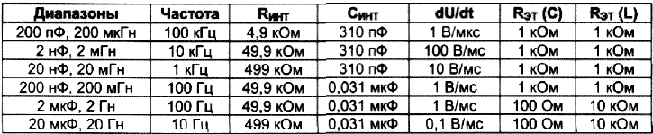 Диапазоны Частота RИНТ CИНТ dU/dt RЭТ (C) RЭТ (L)
200 пФ, 200 мкГн 100 кГц 4,9 кОм 310 пФ 1 В/мкс 1 кОм 1 кОм
2 нФ, 2 мГн 10 кГц 49,9 кОм 310 пФ 100 В/мс 1 кОм 1 кОм
20 нФ, 20 мГн 1 кГц 499 кОм 310 пФ 10 В/мс 1 кОм 1 кОм
200 нФ, 200 мГн 100 Гц 49,9 кОм 0,031 мкФ 1 В/мс 1 кОм 1 кОм
2 мкФ, 2 Гн 100 Гц 49,9 кОм 0,031 мкФ 1 В/мс 100 Ом 10 кОм
20 мкФ, 20 Гн 10 Гц 499 кОм 0,031 мкФ 0,1 В/мс 100 Ом 10 кОм